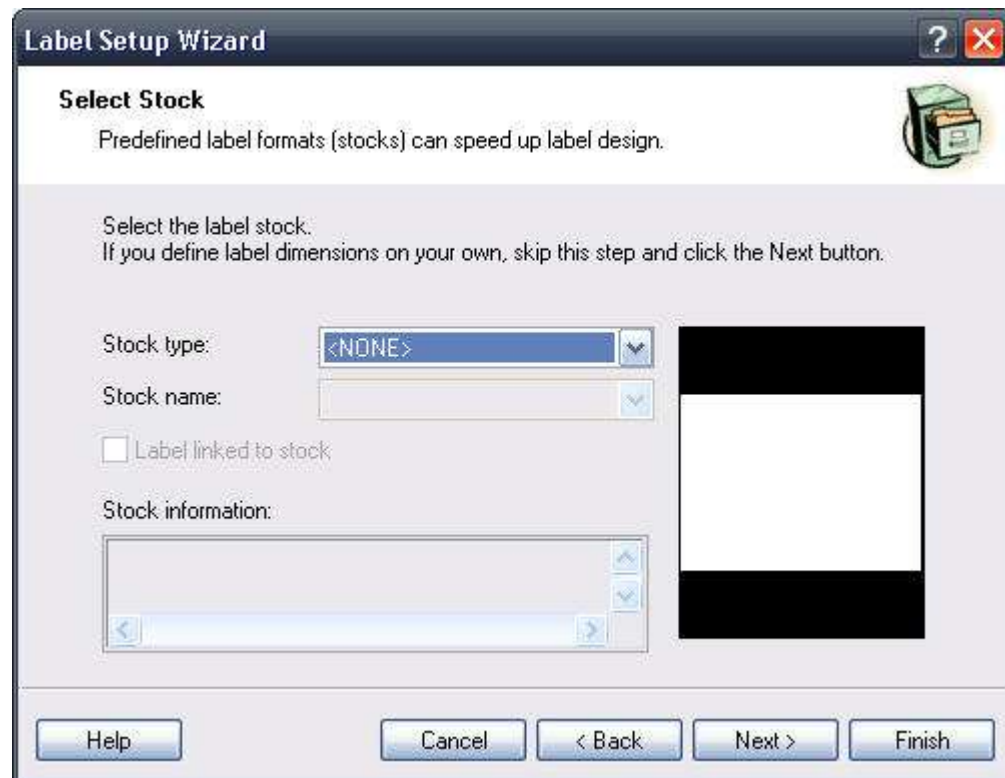 Label Setup Wizard
?
Select Stock
Predefined label formats (stocks) can speed up label design.
Select the label stock.
If you define label dimensions on your own, skip this step and click the Next button.
Stock type:
<NONE>
Stock name:
Label linked to stock
Stock information:
Help
Cancel
< Back
Next >
Finish